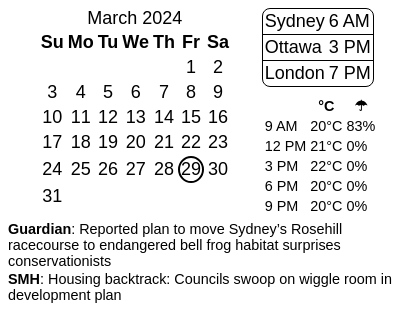 March 2024
Su Mo Tu We Th Fr Sa
1 2
3 4 5 6 7 8 9
10 11 12 13 14 15 16
17 18 19 20 21 22 23
24 25 26 27 28 29 30
31
Sydney 6 AM
Ottawa 3 PM
London 7 PM
°C ☂
9 AM 20°C 83%
12 PM 21°C 0%
3 PM 22°C 0%
6 PM 20°C 0%
9 PM 20°C 0%
Guardian: Reported plan to move Sydney’s Rosehill
racecourse to endangered bell frog habitat surprises
conservationists
SMH: Housing backtrack: Councils swoop on wiggle room in
development plan